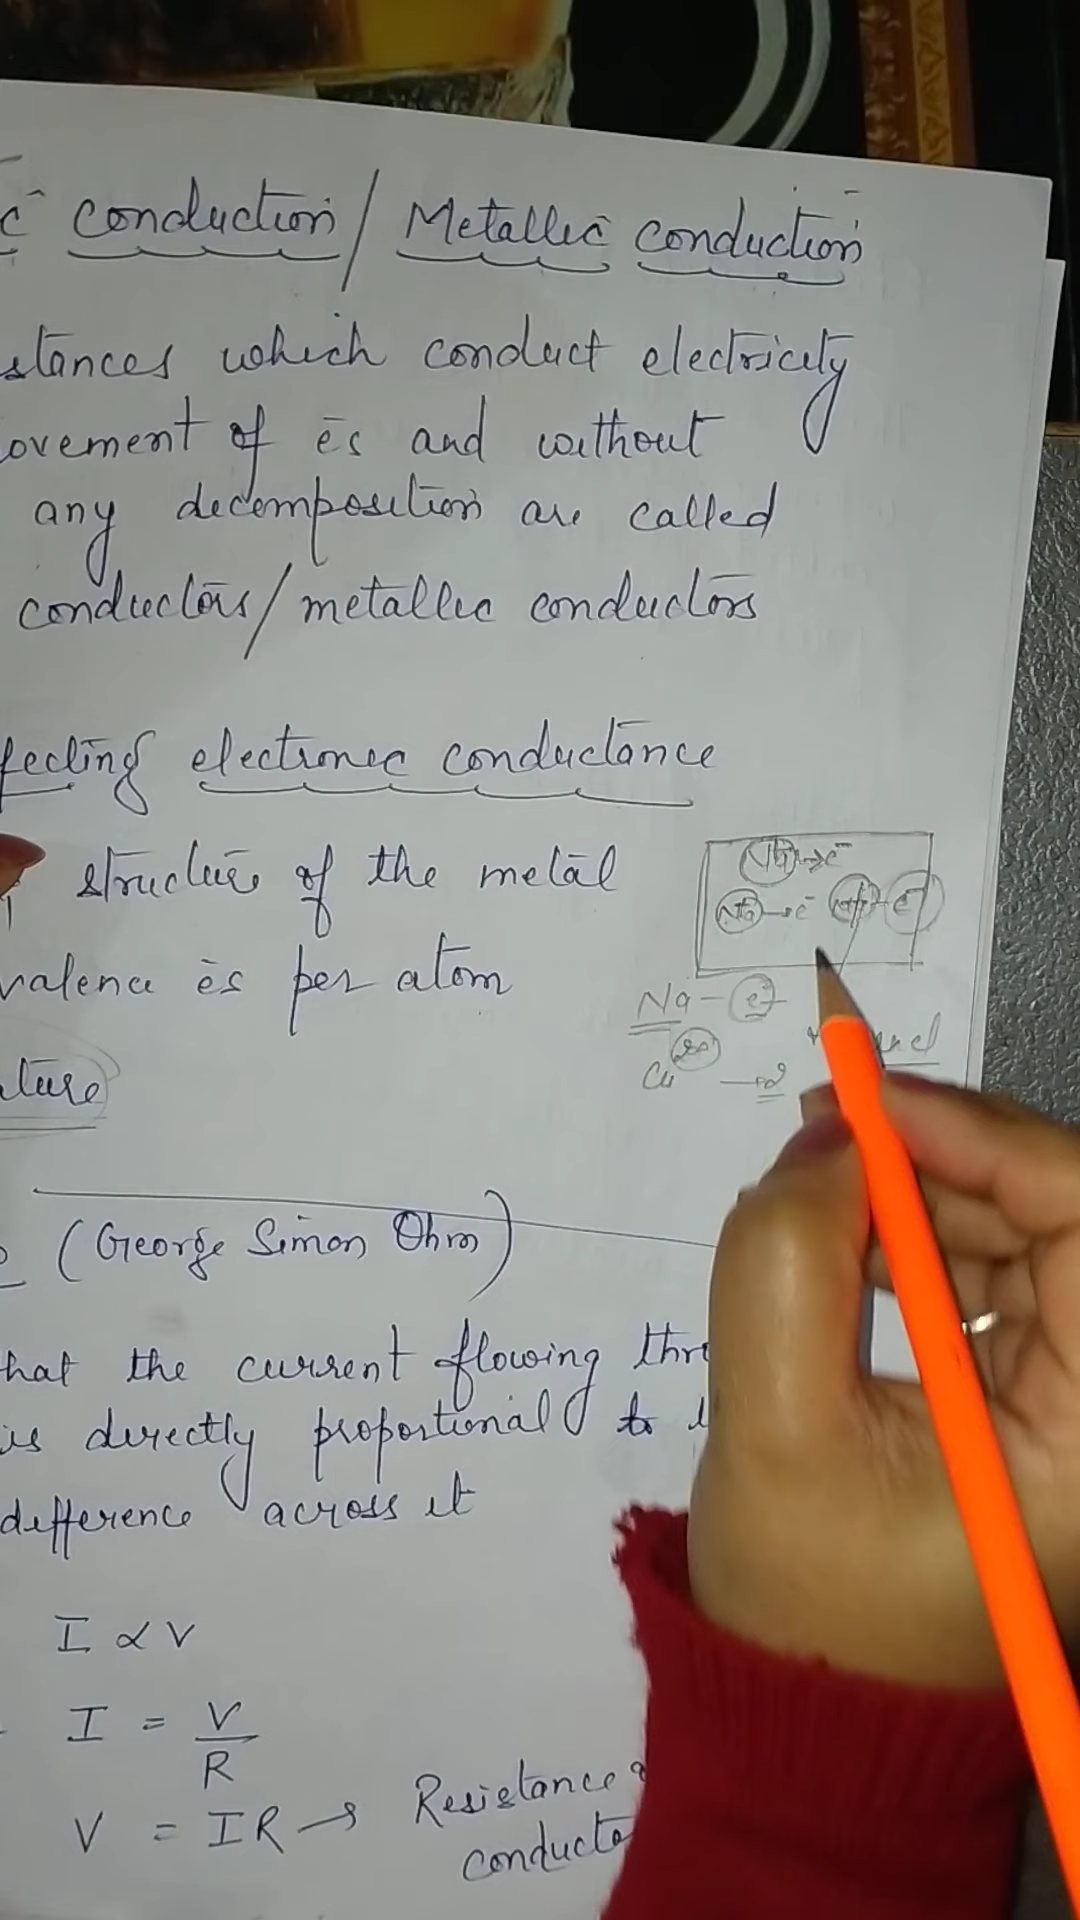 conduction / Metallic conduction
stances which conduct electricity
ovement of ēs and without
any decomposition are called
conductors / metallic conductors
fecting electronic conductance
structure of the metal
valence ēs per atom
ture
Na → e⁻
Na → e⁻
e⁻
Na - e⁻
Cu
(George Simon Ohm)
hat the current flowing thr
is directly proportional to
difference across it
I ∝ V
I = V/R
V = IR → Resistance
conducto